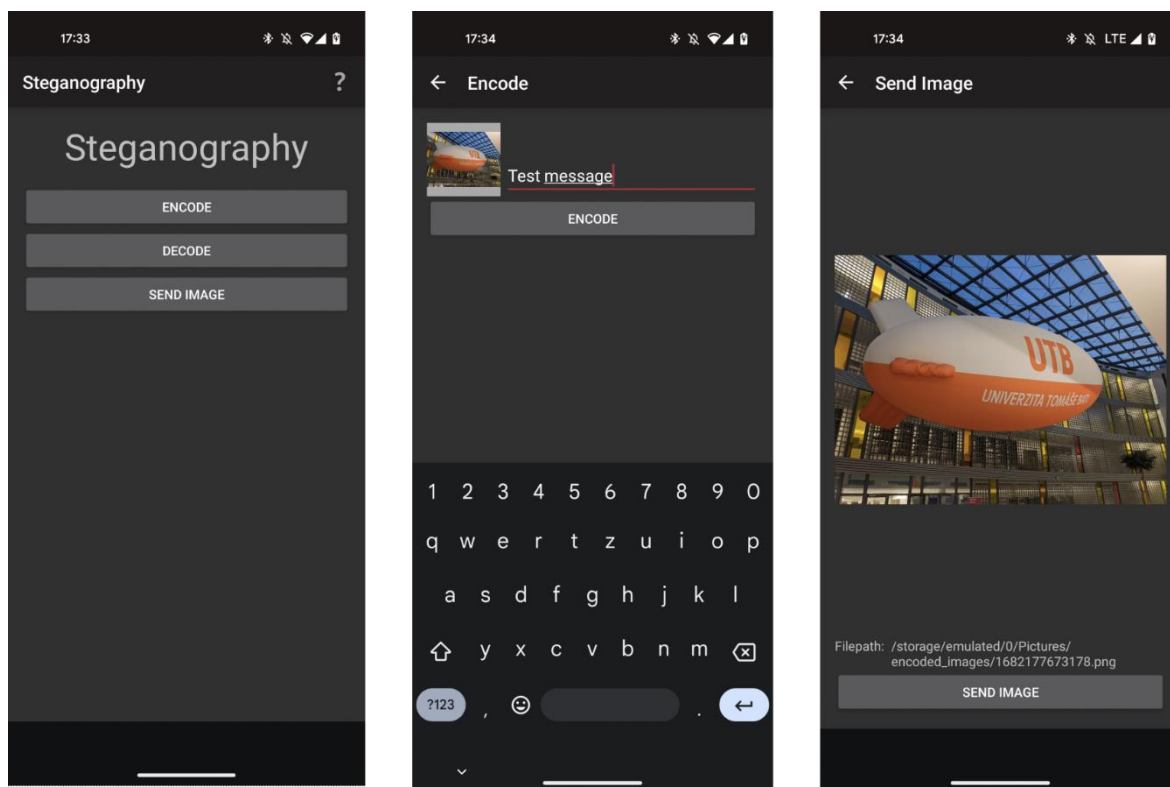 17:33
Steganography
?
Steganography
ENCODE
DECODE
SEND IMAGE
17:34
Encode
Test message
ENCODE
1 2 3 4 5 6 7 8 9 0
q w e r t z u i o p
a s d f g h j k l
y x c v b n m
?123 , .
17:34
LTE
Send Image
UTB
UNIVERZITA TOMÁŠE BATI
Filepath: /storage/emulated/0/Pictures/
encoded_images/1682177673178.png
SEND IMAGE